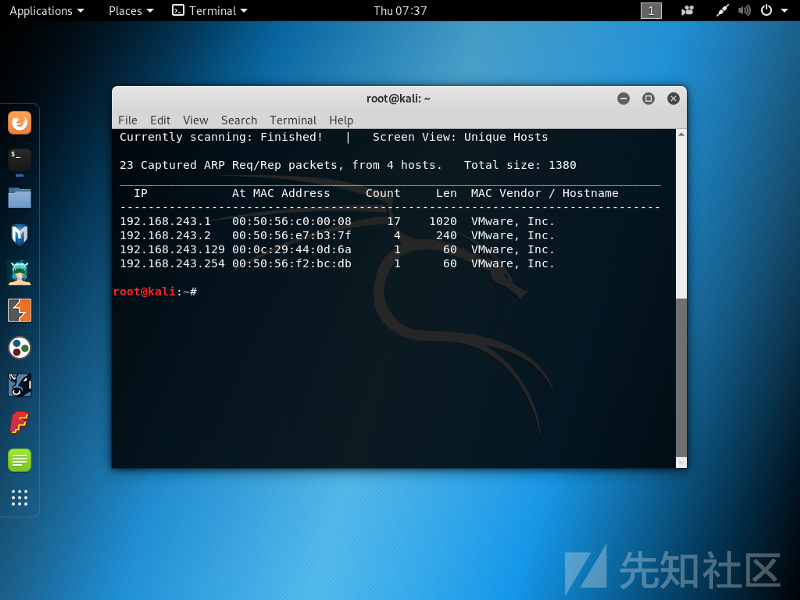 Applications Places Terminal Thu 07:37 1
root@kali: ~
File Edit View Search Terminal Help
Currently scanning: Finished! | Screen View: Unique Hosts
23 Captured ARP Req/Rep packets, from 4 hosts. Total size: 1380
_____________________________________________________________________________
IP At MAC Address Count Len MAC Vendor / Hostname
-----------------------------------------------------------------------------
192.168.243.1 00:50:56:c0:00:08 17 1020 VMware, Inc.
192.168.243.2 00:50:56:e7:b3:7f 4 240 VMware, Inc.
192.168.243.129 00:0c:29:44:0d:6a 1 60 VMware, Inc.
192.168.243.254 00:50:56:f2:bc:db 1 60 VMware, Inc.
root@kali:~#
先知社区